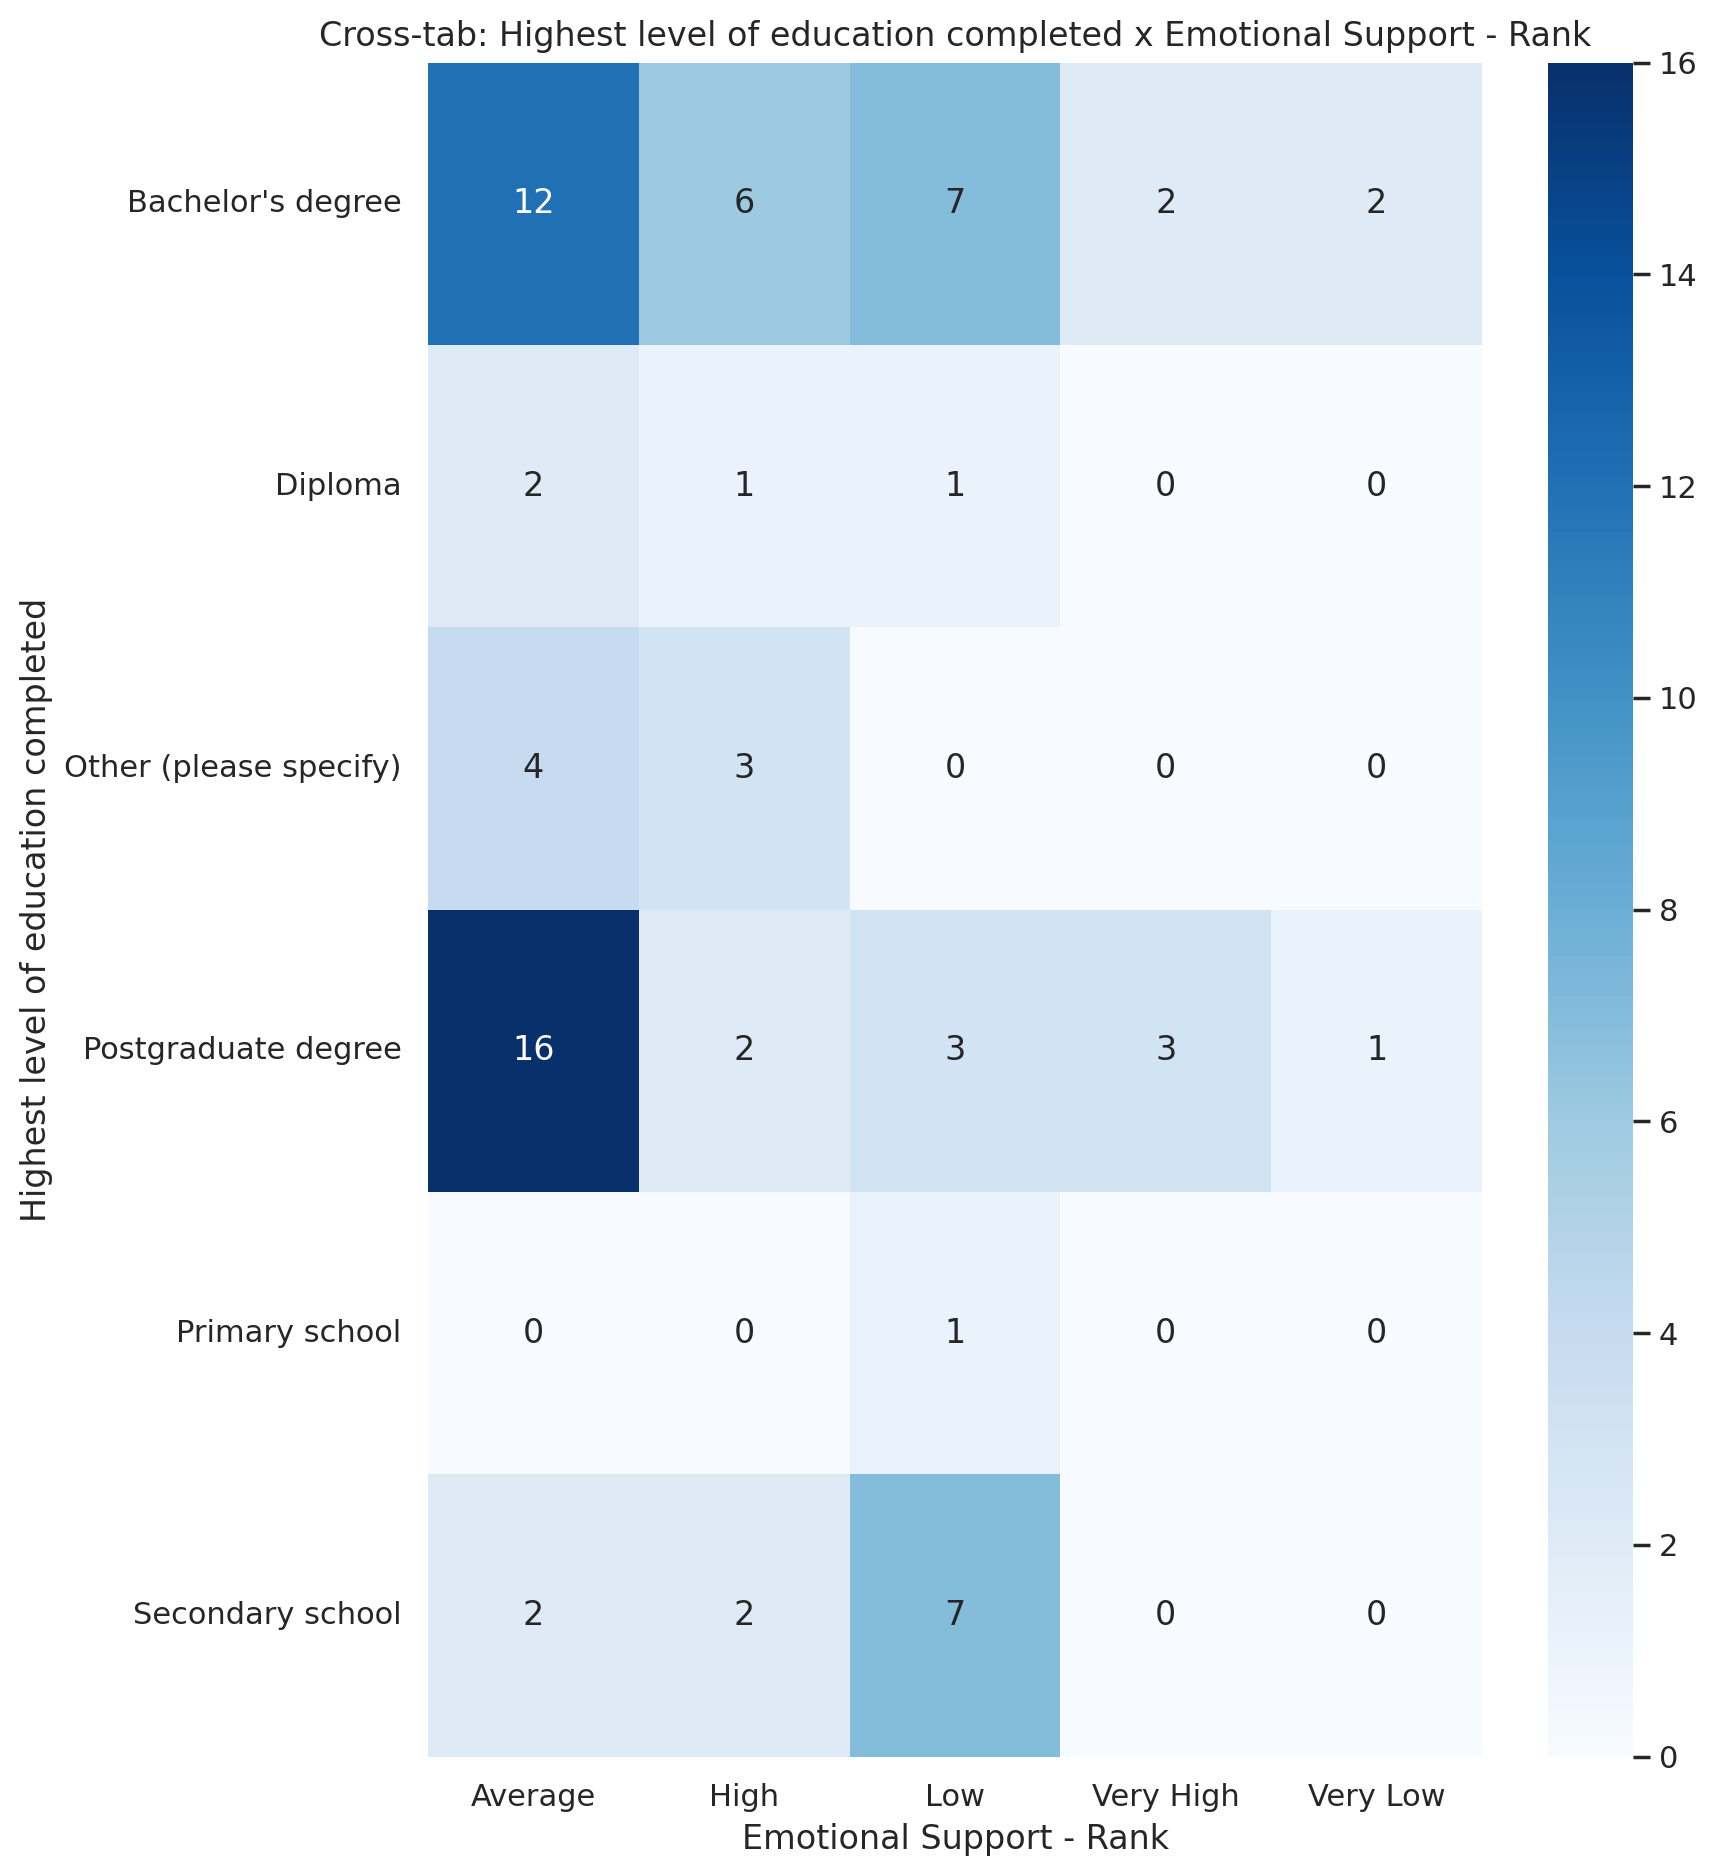 Cross-tab: Highest level of education completed x Emotional Support - Rank
Highest level of education completed
Bachelor's degree 12 6 7 2 2
Diploma 2 1 1 0 0
Other (please specify) 4 3 0 0 0
Postgraduate degree 16 2 3 3 1
Primary school 0 0 1 0 0
Secondary school 2 2 7 0 0
Average High Low Very High Very Low
Emotional Support - Rank
16
14
12
10
8
6
4
2
0